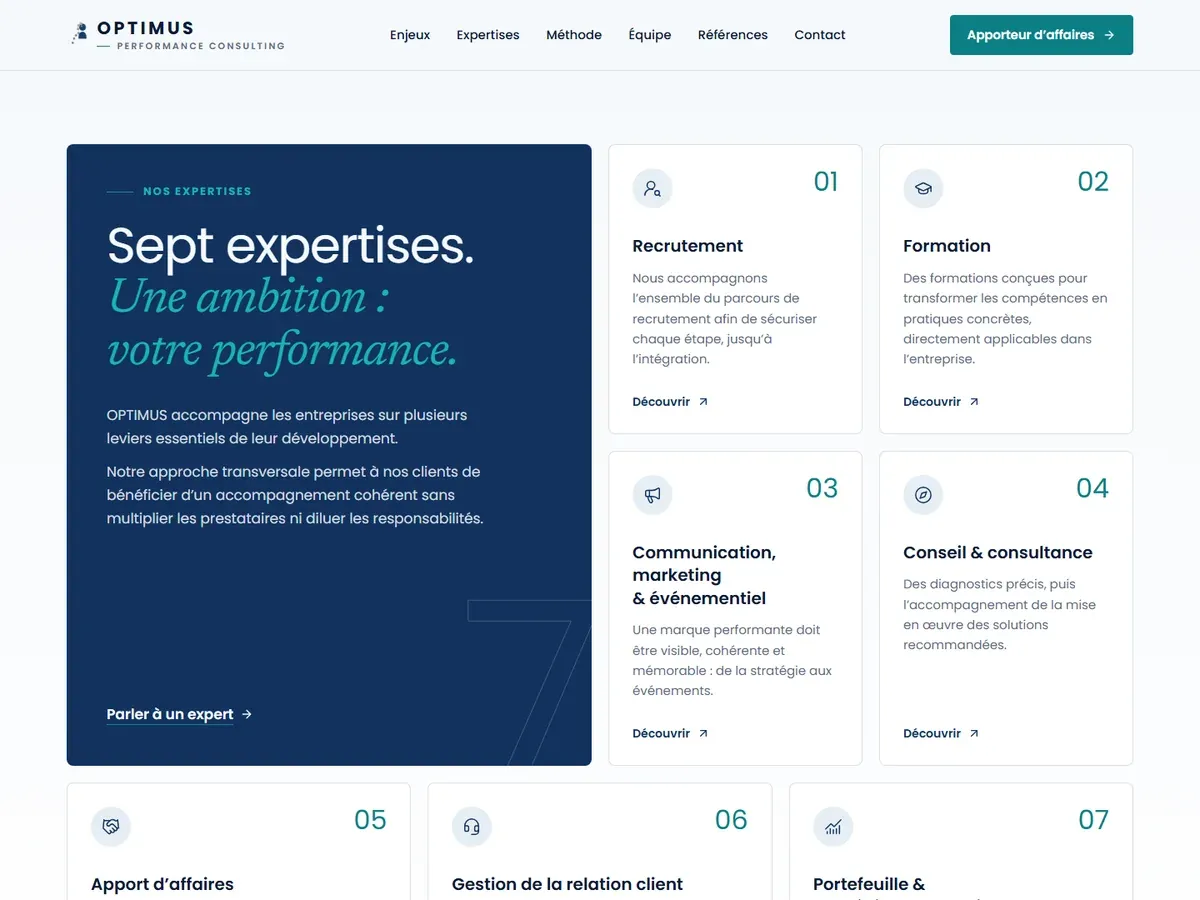 OPTIMUS
PERFORMANCE CONSULTING
Enjeux
Expertises
Méthode
Équipe
Références
Contact
Apporteur d’affaires →
NOS EXPERTISES
Sept expertises.
Une ambition :
votre performance.
OPTIMUS accompagne les entreprises sur plusieurs
leviers essentiels de leur développement.
Notre approche transversale permet à nos clients de
bénéficier d’un accompagnement cohérent sans
multiplier les prestataires ni diluer les responsabilités.
7
Parler à un expert →
01
Recrutement
Nous accompagnons
l’ensemble du parcours de
recrutement afin de sécuriser
chaque étape, jusqu’à
l’intégration.
Découvrir ↗
02
Formation
Des formations conçues pour
transformer les compétences en
pratiques concrètes,
directement applicables dans
l’entreprise.
Découvrir ↗
03
Communication,
marketing
& événementiel
Une marque performante doit
être visible, cohérente et
mémorable : de la stratégie aux
événements.
Découvrir ↗
04
Conseil & consultance
Des diagnostics précis, puis
l’accompagnement de la mise
en œuvre des solutions
recommandées.
Découvrir ↗
05
Apport d’affaires
06
Gestion de la relation client
07
Portefeuille &